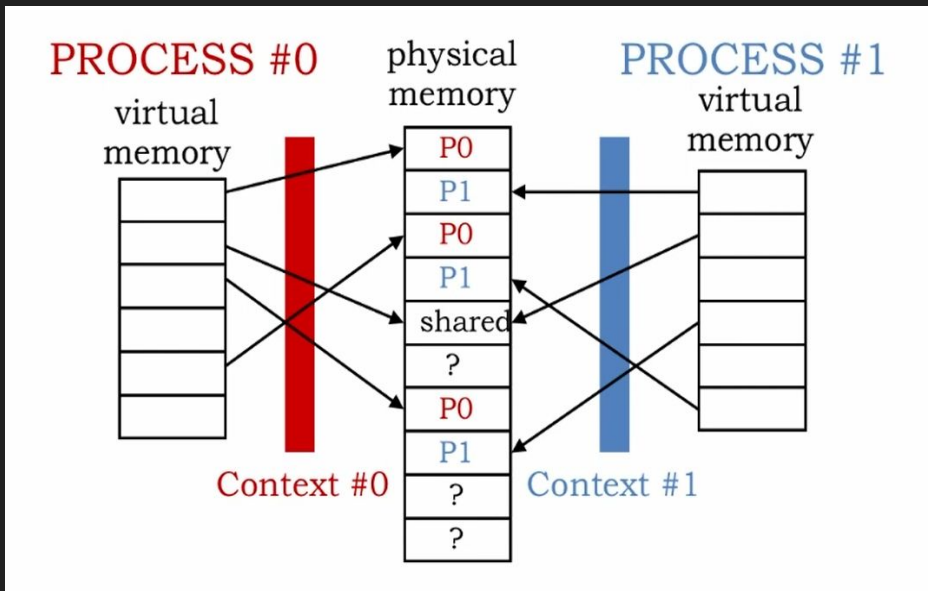 PROCESS #0
virtual
memory
physical
memory
PROCESS #1
virtual
memory
P0
P1
P0
P1
shared
?
P0
P1
?
?
Context #0
Context #1